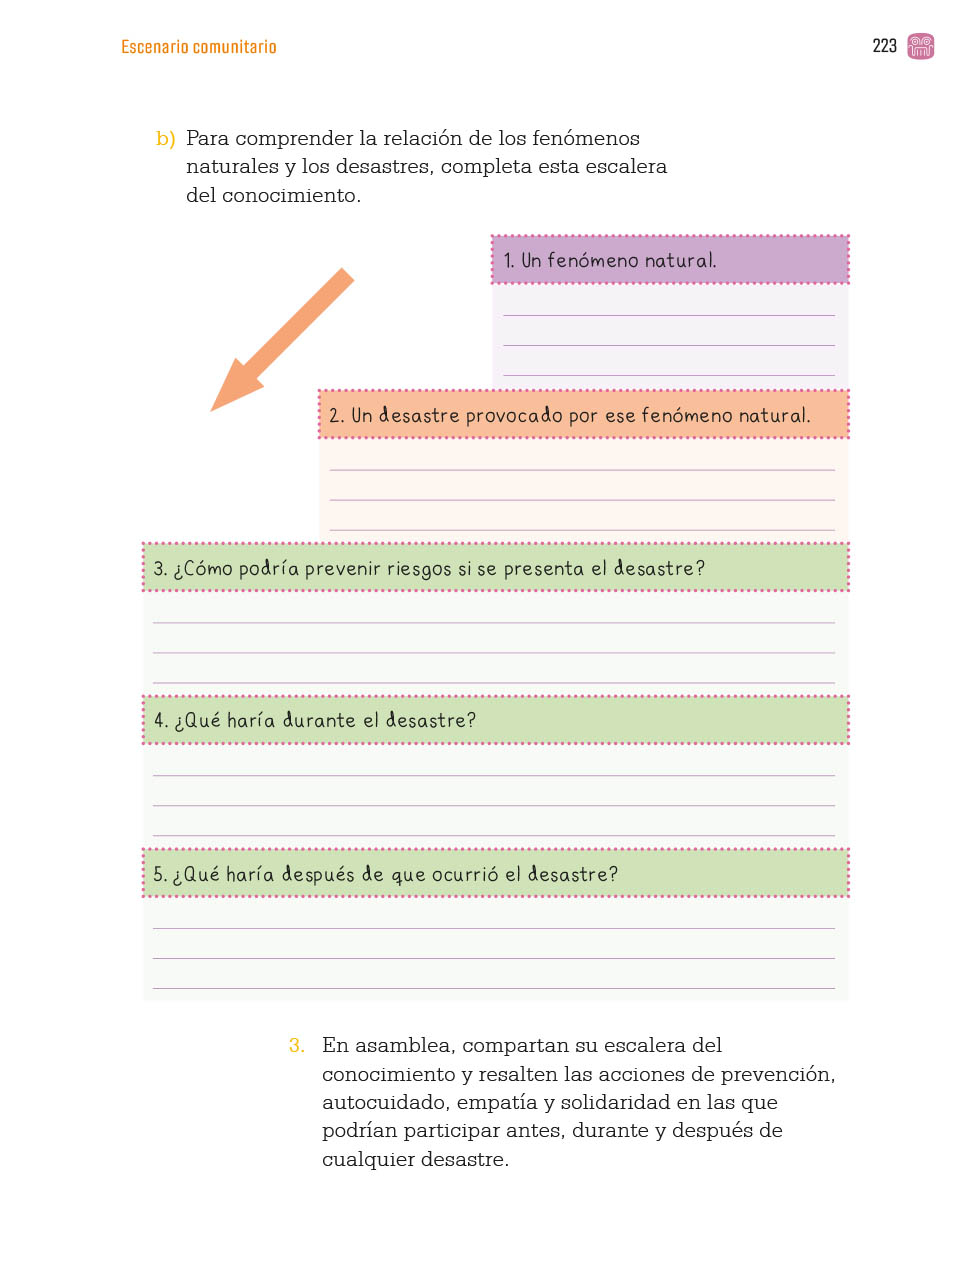 Escenario comunitario
223
b) Para comprender la relación de los fenómenos
naturales y los desastres, completa esta escalera
del conocimiento.
1. Un fenómeno natural.
2. Un desastre provocado por ese fenómeno natural.
3. ¿Cómo podría prevenir riesgos si se presenta el desastre?
4. ¿Qué haría durante el desastre?
5. ¿Qué haría después de que ocurrió el desastre?
3. En asamblea, compartan su escalera del
conocimiento y resalten las acciones de prevención,
autocuidado, empatía y solidaridad en las que
podrían participar antes, durante y después de
cualquier desastre.